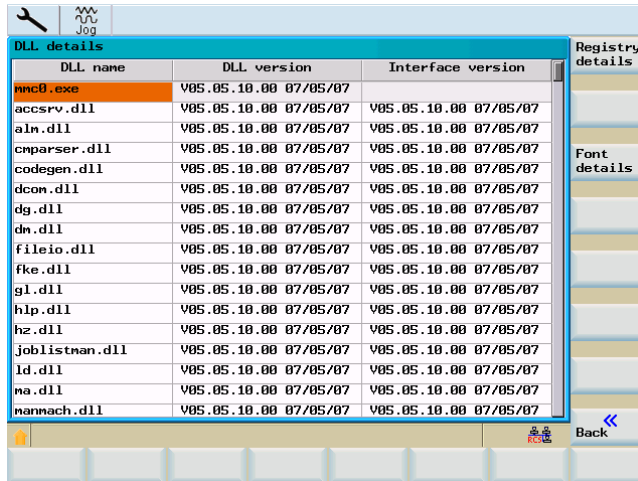 Jog
DLL details
DLL name DLL version Interface version
mmc0.exe V05.05.10.00 07/05/07
accsrv.dll V05.05.10.00 07/05/07 V05.05.10.00 07/05/07
alm.dll V05.05.10.00 07/05/07 V05.05.10.00 07/05/07
cmparser.dll V05.05.10.00 07/05/07 V05.05.10.00 07/05/07
codegen.dll V05.05.10.00 07/05/07 V05.05.10.00 07/05/07
dcom.dll V05.05.10.00 07/05/07 V05.05.10.00 07/05/07
dg.dll V05.05.10.00 07/05/07 V05.05.10.00 07/05/07
dm.dll V05.05.10.00 07/05/07 V05.05.10.00 07/05/07
fileio.dll V05.05.10.00 07/05/07 V05.05.10.00 07/05/07
fke.dll V05.05.10.00 07/05/07 V05.05.10.00 07/05/07
gl.dll V05.05.10.00 07/05/07 V05.05.10.00 07/05/07
hlp.dll V05.05.10.00 07/05/07 V05.05.10.00 07/05/07
hz.dll V05.05.10.00 07/05/07 V05.05.10.00 07/05/07
joblistman.dll V05.05.10.00 07/05/07 V05.05.10.00 07/05/07
ld.dll V05.05.10.00 07/05/07 V05.05.10.00 07/05/07
ma.dll V05.05.10.00 07/05/07 V05.05.10.00 07/05/07
manmach.dll V05.05.10.00 07/05/07 V05.05.10.00 07/05/07
Registry
details
Font
details
RCS
Back